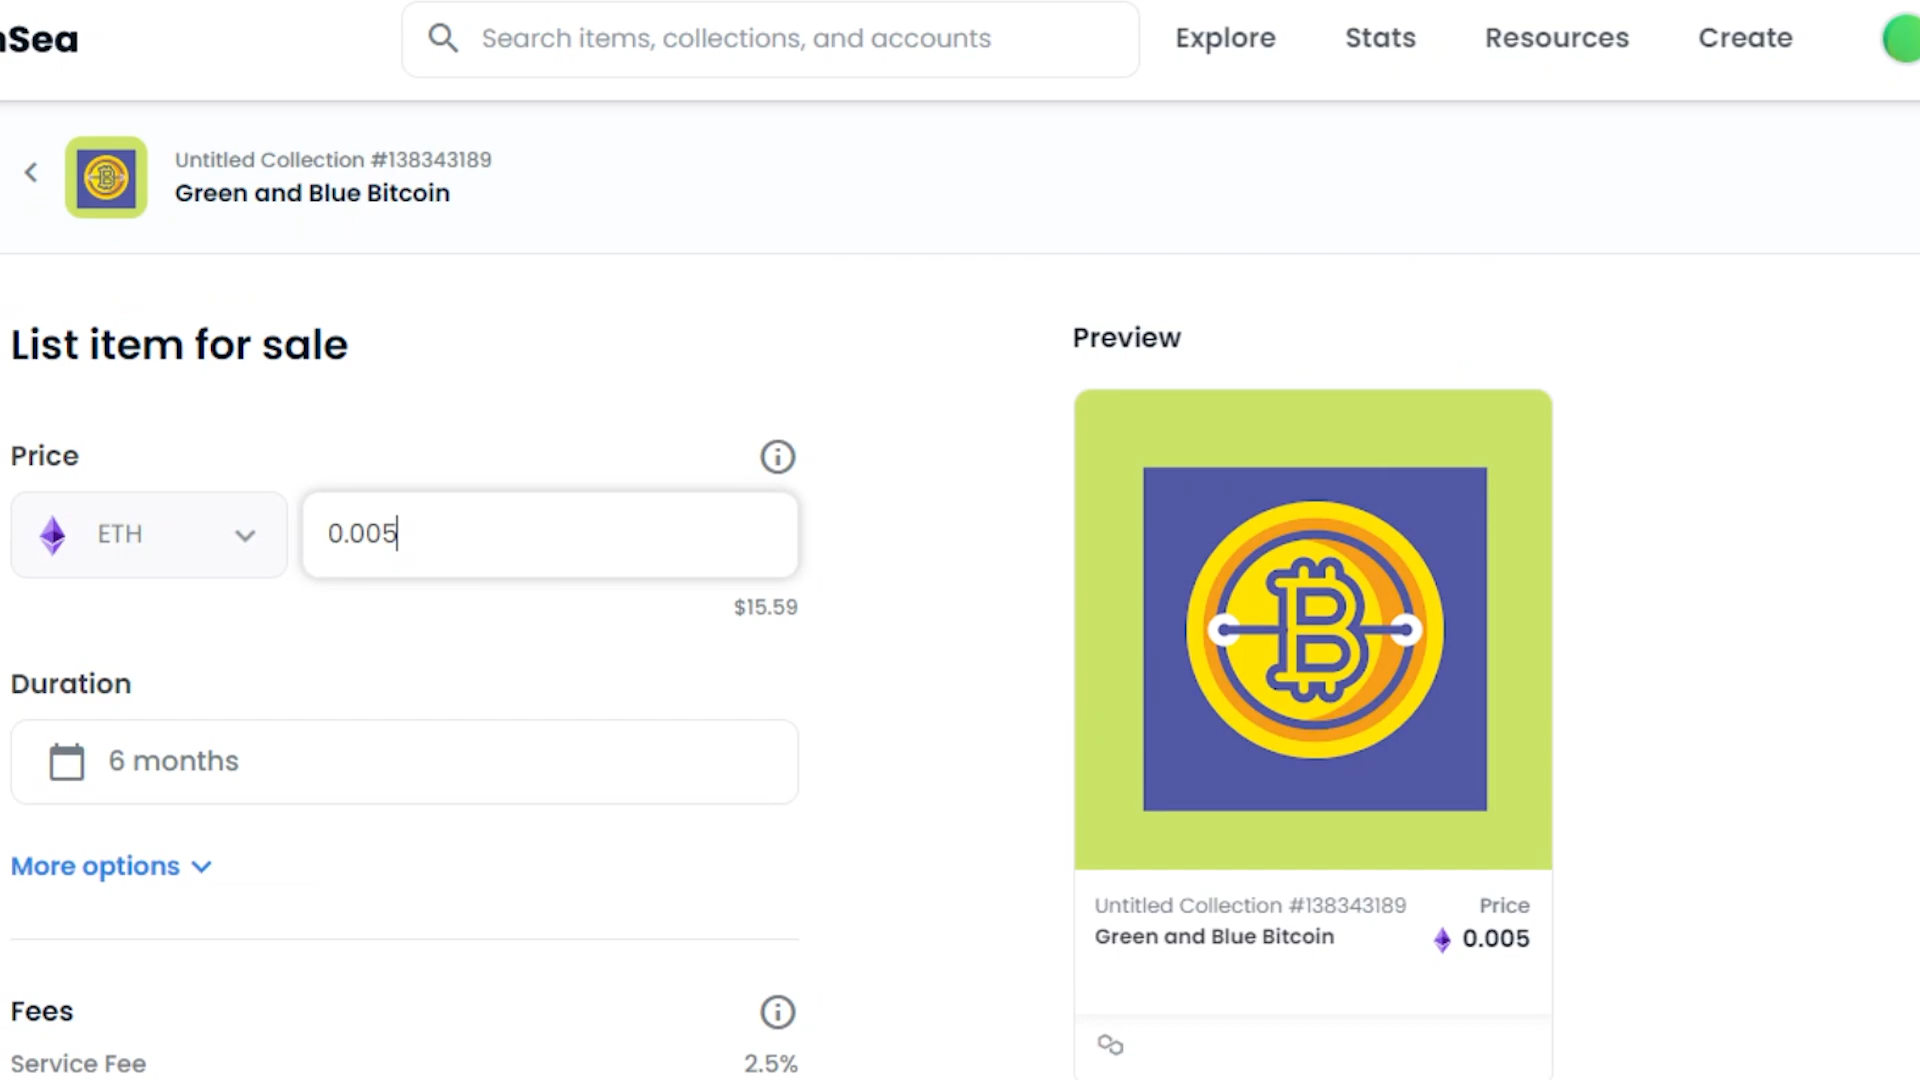 nSea
Search items, collections, and accounts
Explore
Stats
Resources
Create
Untitled Collection #138343189
Green and Blue Bitcoin
List item for sale
Price
ETH
0.005
$15.59
Duration
6 months
More options
Fees
Service Fee
2.5%
Preview
Untitled Collection #138343189
Price
Green and Blue Bitcoin
0.005